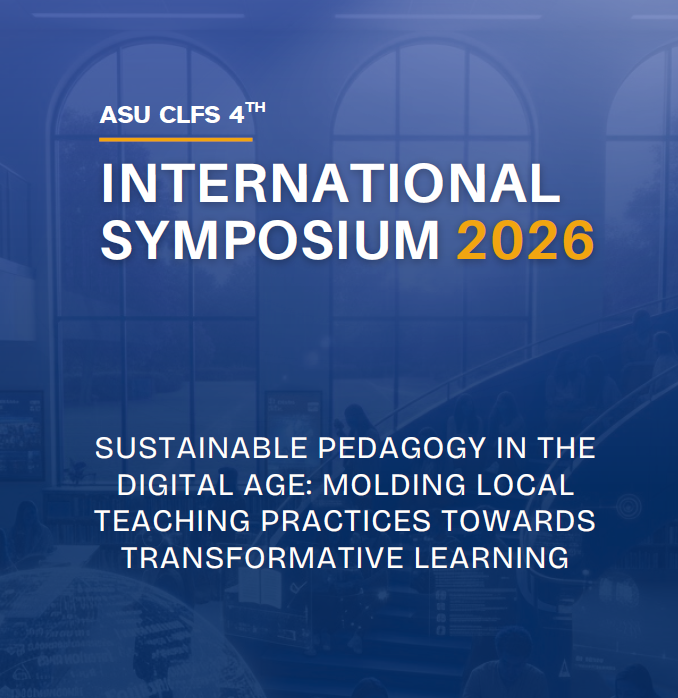 ASU CLFS 4TH
INTERNATIONAL
SYMPOSIUM 2026
SUSTAINABLE PEDAGOGY IN THE
DIGITAL AGE: MOLDING LOCAL
TEACHING PRACTICES TOWARDS
TRANSFORMATIVE LEARNING